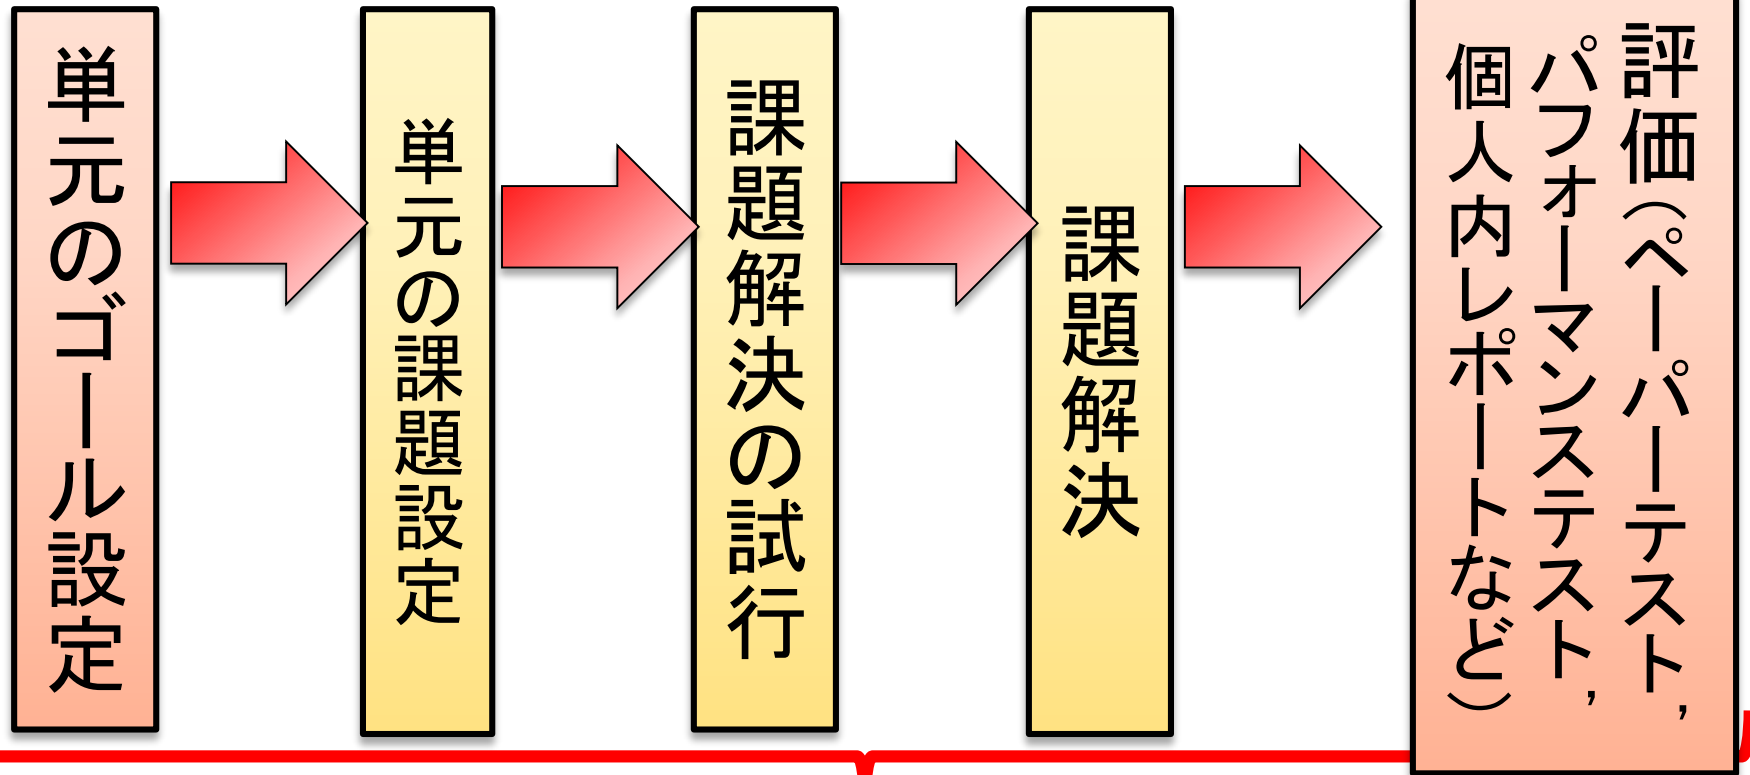 単元のゴール設定
単元の課題設定
課題解決の試行
課題解決
評価（ペーパーテスト，
パフォーマンステスト，
個人内レポートなど）